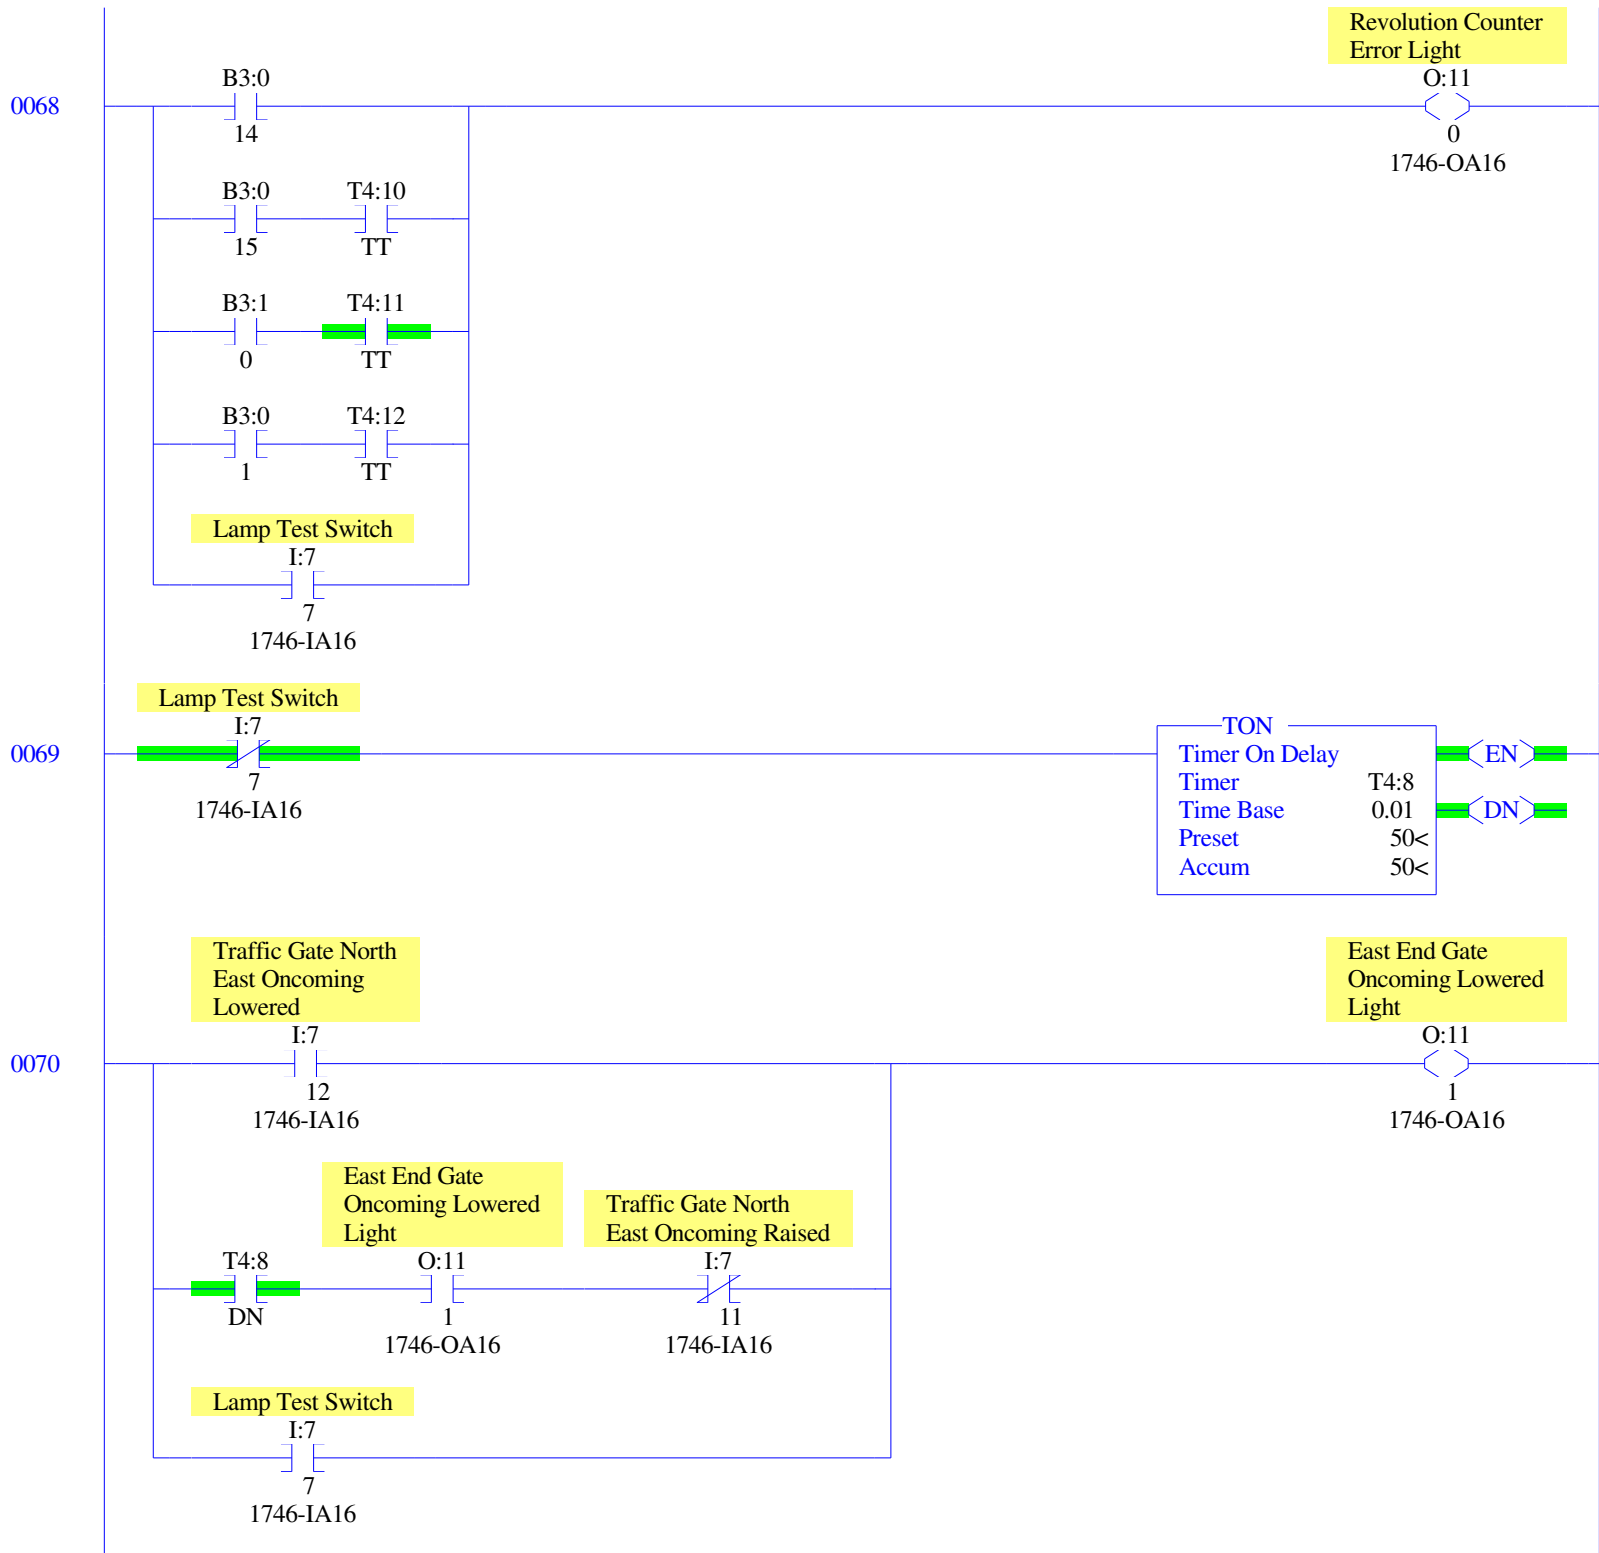 Revolution Counter
Error Light
B3:0
O:11
0068
14
0
1746-OA16
B3:0
T4:10
15
TT
B3:1
T4:11
0
TT
B3:0
T4:12
1
TT
Lamp Test Switch
I:7
7
1746-IA16
Lamp Test Switch
I:7
0069
7
1746-IA16
TON
Timer On Delay
EN
Timer T4:8
Time Base 0.01
DN
Preset 50<
Accum 50<
Traffic Gate North
East Oncoming
Lowered
I:7
East End Gate
Oncoming Lowered
Light
O:11
0070
12
1746-IA16
1
1746-OA16
East End Gate
Oncoming Lowered
Light
Traffic Gate North
East Oncoming Raised
T4:8
O:11
I:7
DN
1
11
1746-OA16
1746-IA16
Lamp Test Switch
I:7
7
1746-IA16